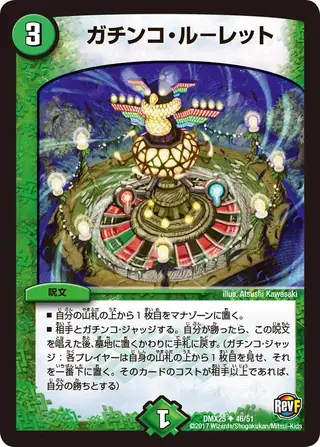 3
ガチンコ・ルーレット
illus. Atsushi Kawasaki
呪文
■ 自分の山札の上から1枚目をマナゾーンに置く。
■ 相手とガチンコ・ジャッジする。自分が勝ったら、この呪文
を唱えた後、墓地に置くかわりに手札に戻す。(ガチンコ・
ジャッジ:各プレイヤーは自身の山札の上から1枚目を見せ、それ
を一番下に置く。そのカードのコストが相手以上であれば、
自分の勝ちとする)
1
DMX25 46/51
©2017 Wizards/Shogakukan/Mitsui-Kids
RevF